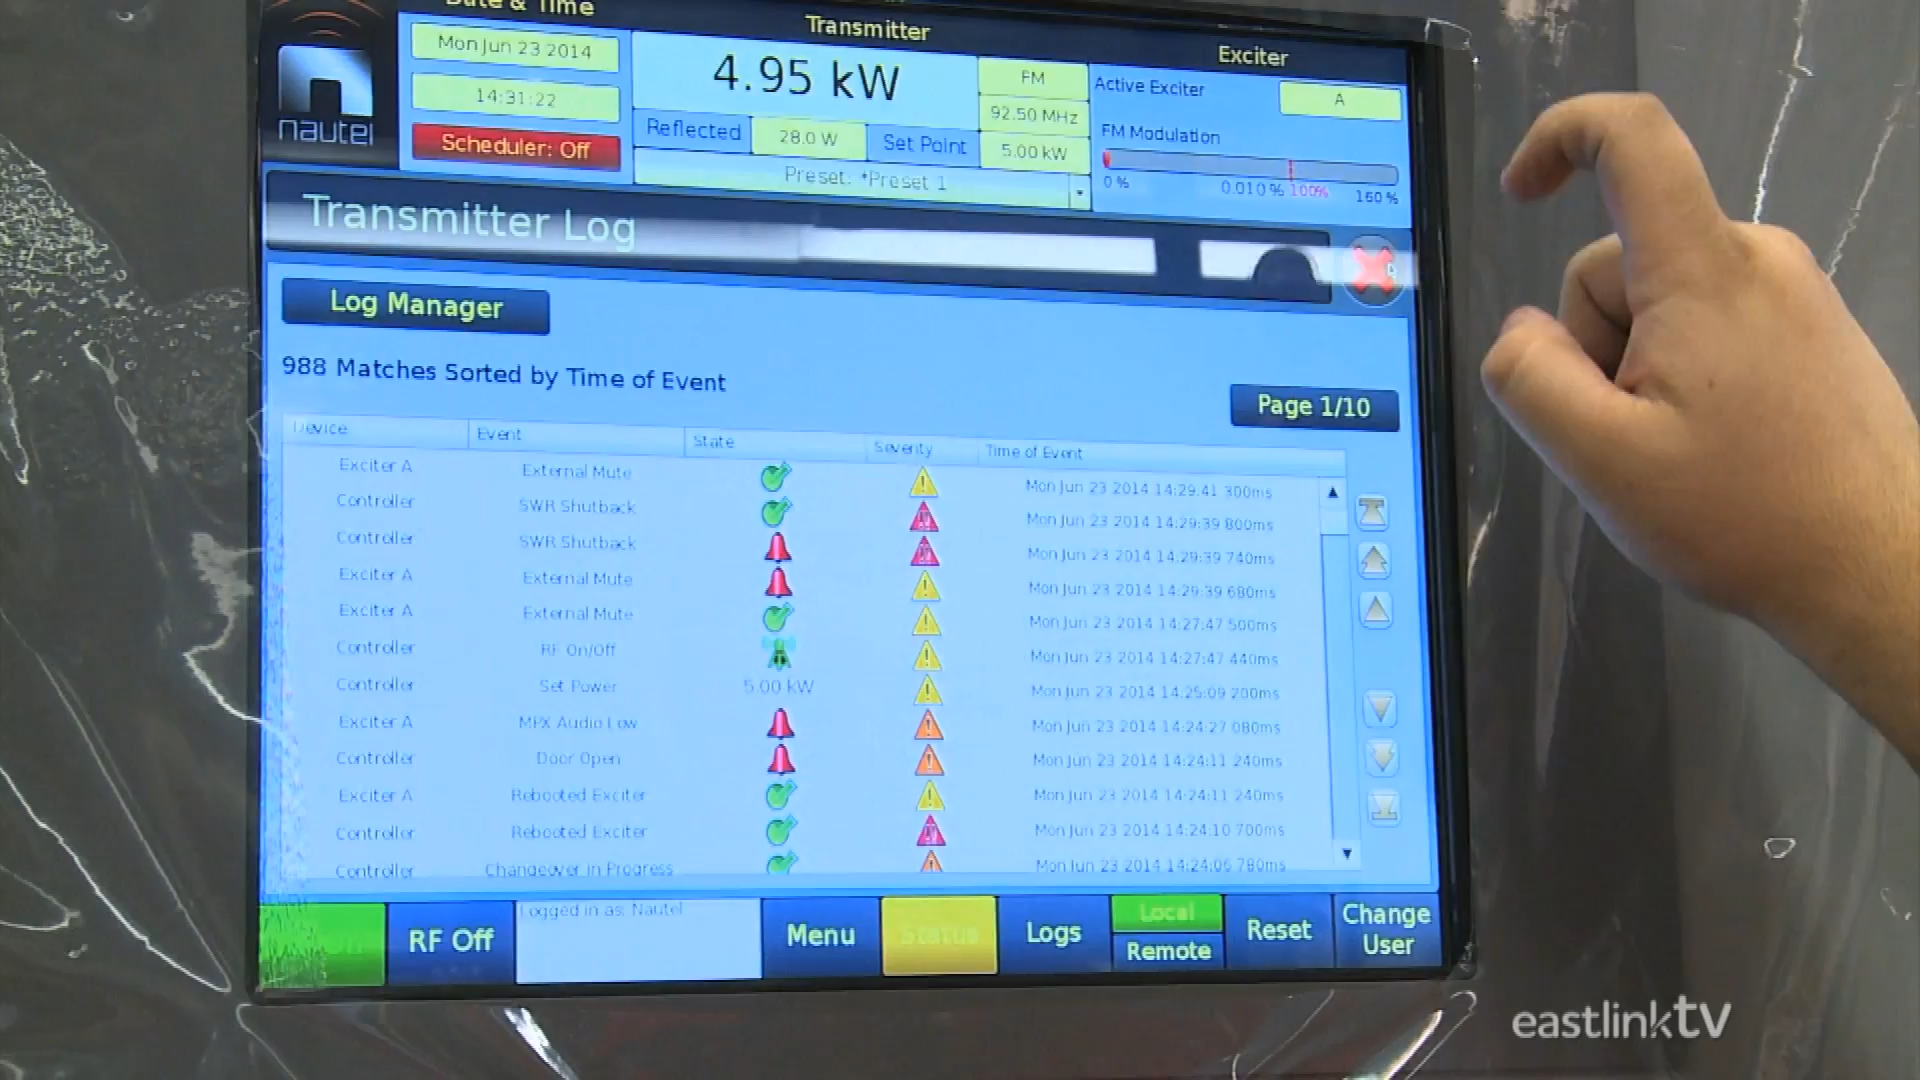 Date & Time
Mon Jun 23 2014
14:31:22
Scheduler: Off
nautel
Transmitter
4.95 kW
Reflected
28.0 W
Set Point
FM
92.50 MHz
5.00 kW
Preset: *Preset 1
Exciter
Active Exciter
A
FM Modulation
0 %
0.010 %
100%
160 %
Transmitter Log
Log Manager
988 Matches Sorted by Time of Event
Page 1/10
Device Event State Severity Time of Event
Exciter A External Mute Mon Jun 23 2014 14:29:41 300ms
Controller SWR Shutback Mon Jun 23 2014 14:29:39 800ms
Controller SWR Shutback Mon Jun 23 2014 14:29:39 740ms
Exciter A External Mute Mon Jun 23 2014 14:29:39 680ms
Exciter A External Mute Mon Jun 23 2014 14:27:47 500ms
Controller RF On/Off Mon Jun 23 2014 14:27:47 440ms
Controller Set Power 5.00 kW Mon Jun 23 2014 14:25:09 200ms
Exciter A MPX Audio Low Mon Jun 23 2014 14:24:27 080ms
Controller Door Open Mon Jun 23 2014 14:24:11 240ms
Exciter A Rebooted Exciter Mon Jun 23 2014 14:24:11 240ms
Controller Rebooted Exciter Mon Jun 23 2014 14:24:10 700ms
Controller Changeover in Progress Mon Jun 23 2014 14:24:06 780ms
RF Off
Logged in as: Nautel
Menu
Status
Logs
Local
Remote
Reset
Change
User
eastlinktv